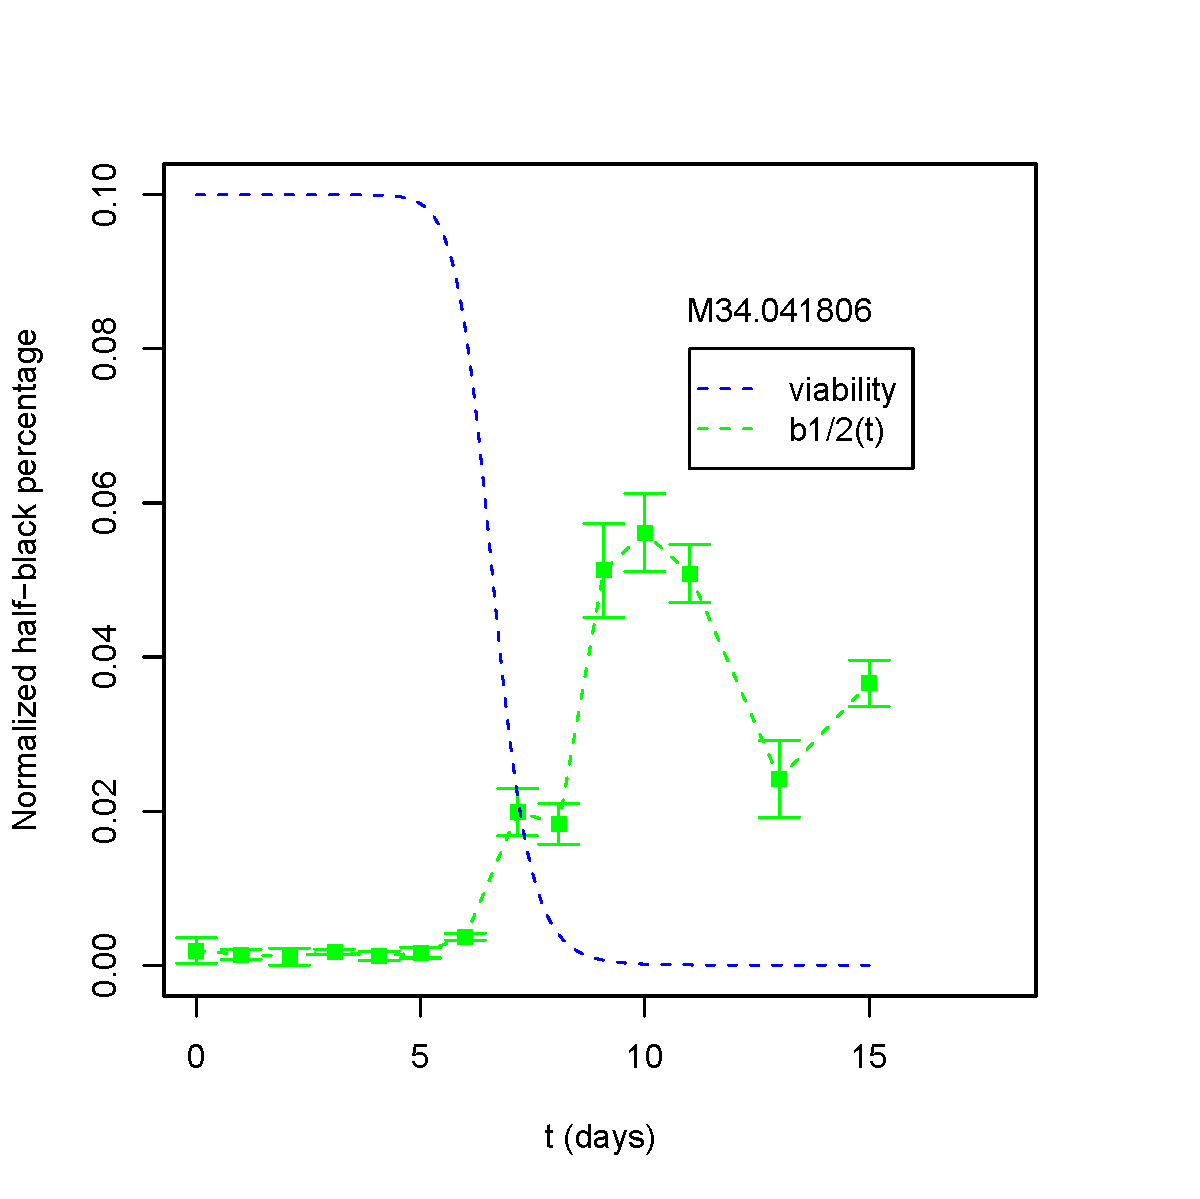 M34.041806
viability
b1/2(t)
Normalized half−black percentage
0.10
0.08
0.06
0.04
0.02
0.00
0 5 10 15
t (days)